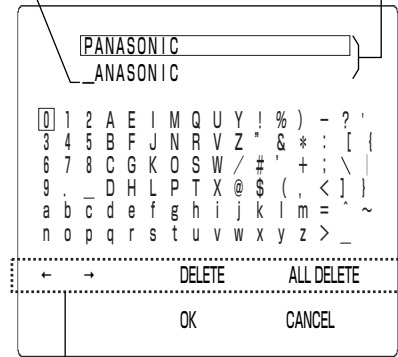 PANASONIC
_ANASONIC
0 1 2 A E I M Q U Y ! % ) − ? '
3 4 5 B F J N R V Z " & * : [ {
6 7 8 C G K O S W / # ' + ; \ |
9 . _ D H L P T X @ $ ( , < ] }
a b c d e f g h i j k l m = ^ ~
n o p q r s t u v w x y z > _
← → DELETE ALL DELETE
OK CANCEL